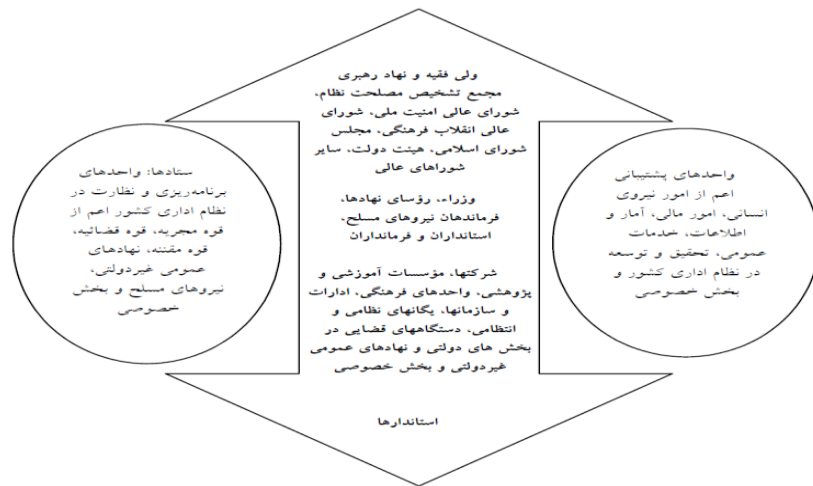 ولی فقیه و نهاد رهبری
مجمع تشخیص مصلحت نظام،
شورای عالی امنیت ملی، شورای
عالی انقلاب فرهنگی، مجلس
شورای اسلامی، هیئت دولت، سایر
شوراهای عالی
وزراء، رؤسای نهادها،
فرماندهان نیروهای مسلح،
استانداران و فرمانداران
شرکتها، مؤسسات آموزشی و
پژوهشی، واحدهای فرهنگی، ادارات
و سازمانها، یگانهای نظامی و
انتظامی، دستگاههای قضایی در
بخش های دولتی و نهادهای عمومی
غیردولتی و بخش خصوصی
استاندارها
واحدهای پشتیبانی
اعم از امور نیروی
انسانی، امور مالی، آمار و
اطلاعات، خدمات
عمومی، تحقیق و توسعه
در نظام اداری کشور و
بخش خصوصی
ستادها: واحدهای
برنامه‌ریزی و نظارت در
نظام اداری کشور اعم از
قوه مجریه، قوه قضائیه،
قوه مقننه، نهادهای
عمومی غیردولتی،
نیروهای مسلح و بخش
خصوصی